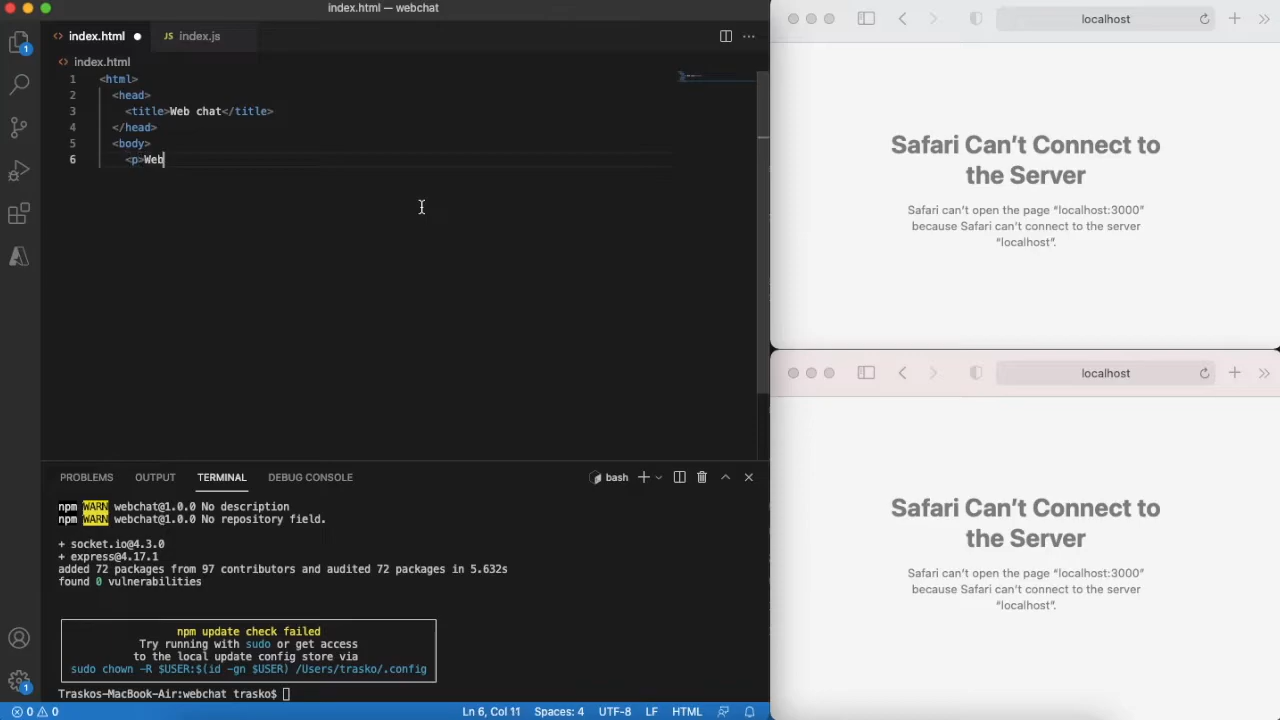 index.html — webchat
index.html
JS index.js
index.html
1 <html>
2 <head>
3 <title>Web chat</title>
4 </head>
5 <body>
6 <p>Web
PROBLEMS OUTPUT TERMINAL DEBUG CONSOLE
bash
npm WARN webchat@1.0.0 No description
npm WARN webchat@1.0.0 No repository field.
+ socket.io@4.3.0
+ express@4.17.1
added 72 packages from 97 contributors and audited 72 packages in 5.632s
found 0 vulnerabilities
npm update check failed
Try running with sudo or get access
to the local update config store via
sudo chown -R $USER:$(id -gn $USER) /Users/trasko/.config
Traskos-MacBook-Air:webchat trasko$
1
1
0 0
Ln 6, Col 11 Spaces: 4 UTF-8 LF HTML
localhost
Safari Can’t Connect to
the Server
Safari can’t open the page “localhost:3000”
because Safari can’t connect to the server
“localhost”.
localhost
Safari Can’t Connect to
the Server
Safari can’t open the page “localhost:3000”
because Safari can’t connect to the server
“localhost”.